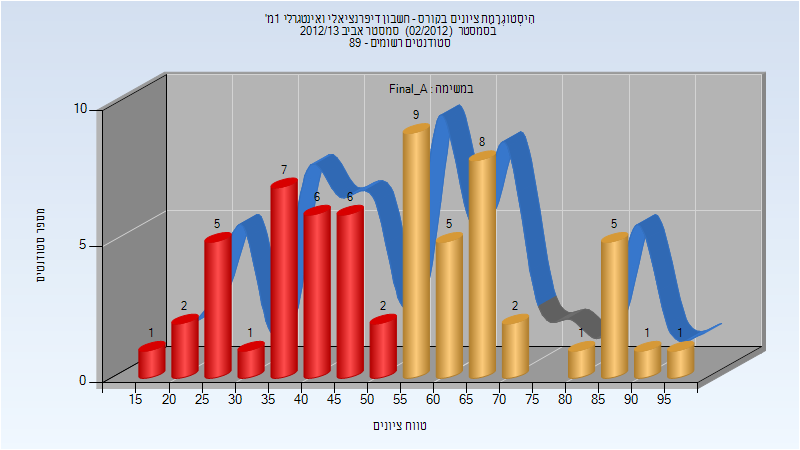 היסטוגרמת ציונים בקורס - חשבון דיפרנציאלי ואינטגרלי 1מ'
בסמסטר (02/2012) סמסטר אביב 2012/13
סטודנטים רשומים - 89
במשימה : Final_A
10
5
0
מספר סטודנטים
1 2 5 1 7 6 6 2 9 5 8 2 1 5 1 1
15 20 25 30 35 40 45 50 55 60 65 70 75 80 85 90 95
טווח ציונים